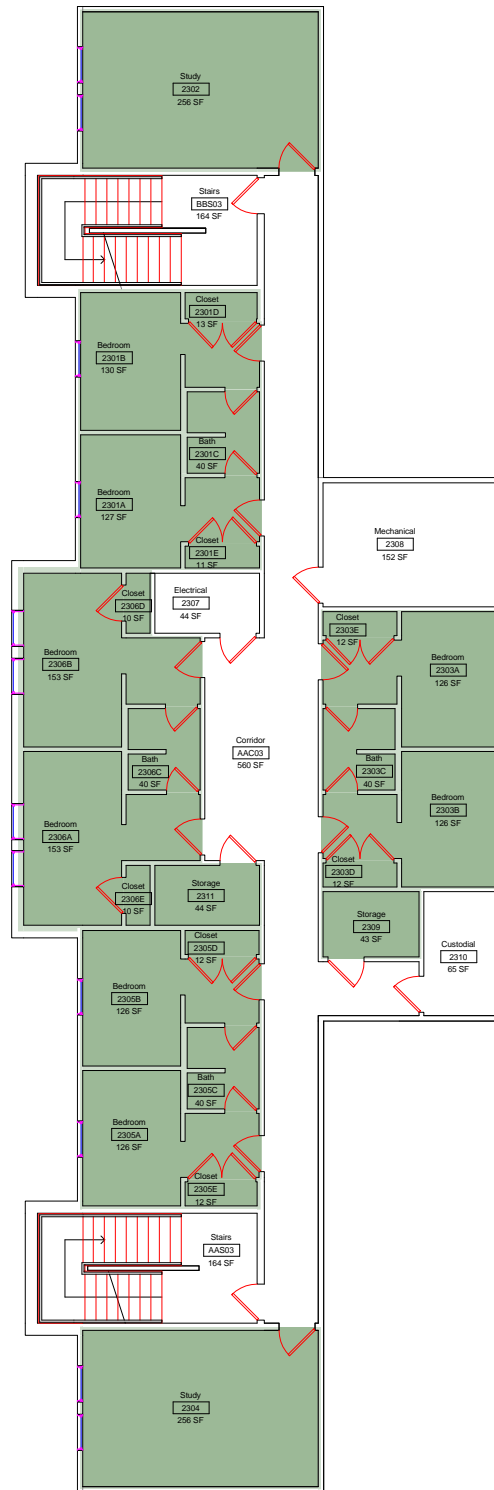 Study
2302
256 SF
Stairs
BBS03
164 SF
Closet
2301D
13 SF
Bedroom
2301B
130 SF
Bath
2301C
40 SF
Bedroom
2301A
127 SF
Closet
2301E
11 SF
Mechanical
2308
152 SF
Closet
2306D
10 SF
Electrical
2307
44 SF
Closet
2303E
12 SF
Bedroom
2306B
153 SF
Bedroom
2303A
126 SF
Corridor
AAC03
560 SF
Bath
2306C
40 SF
Bath
2303C
40 SF
Bedroom
2306A
153 SF
Bedroom
2303B
126 SF
Closet
2303D
12 SF
Closet
2306E
10 SF
Storage
2311
44 SF
Storage
2309
43 SF
Custodial
2310
65 SF
Closet
2305D
12 SF
Bedroom
2305B
126 SF
Bath
2305C
40 SF
Bedroom
2305A
126 SF
Closet
2305E
12 SF
Stairs
AAS03
164 SF
Study
2304
256 SF